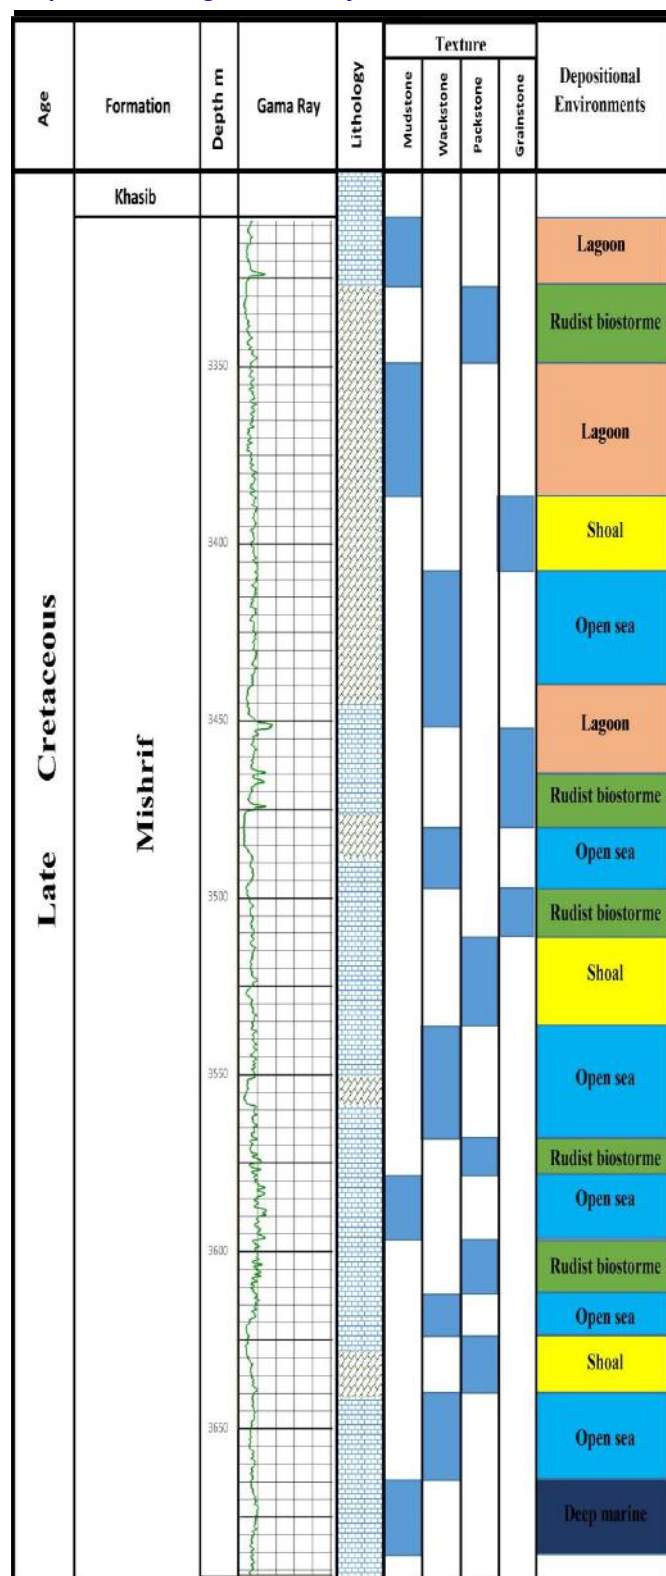 Age
Formation
Depth m
Gama Ray
Lithology
Texture
Mudstone
Wackstone
Packstone
Grainstone
Depositional
Environments
Khasib
Late Cretaceous
Mishrif
3350
3400
3450
3500
3550
3600
3650
Lagoon
Rudist biostorme
Lagoon
Shoal
Open sea
Lagoon
Rudist biostorme
Open sea
Rudist biostorme
Shoal
Open sea
Rudist biostorme
Open sea
Rudist biostorme
Open sea
Shoal
Open sea
Deep marine